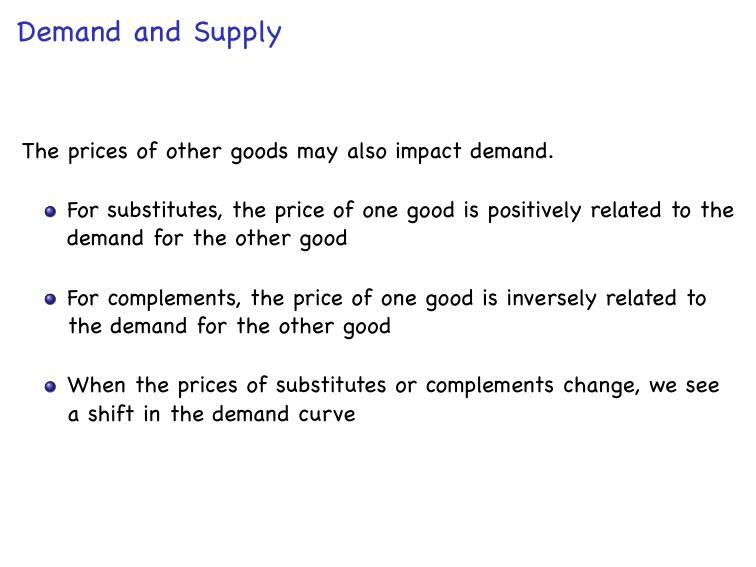 Demand and Supply
The prices of other goods may also impact demand.
For substitutes, the price of one good is positively related to the
demand for the other good
For complements, the price of one good is inversely related to
the demand for the other good
When the prices of substitutes or complements change, we see
a shift in the demand curve